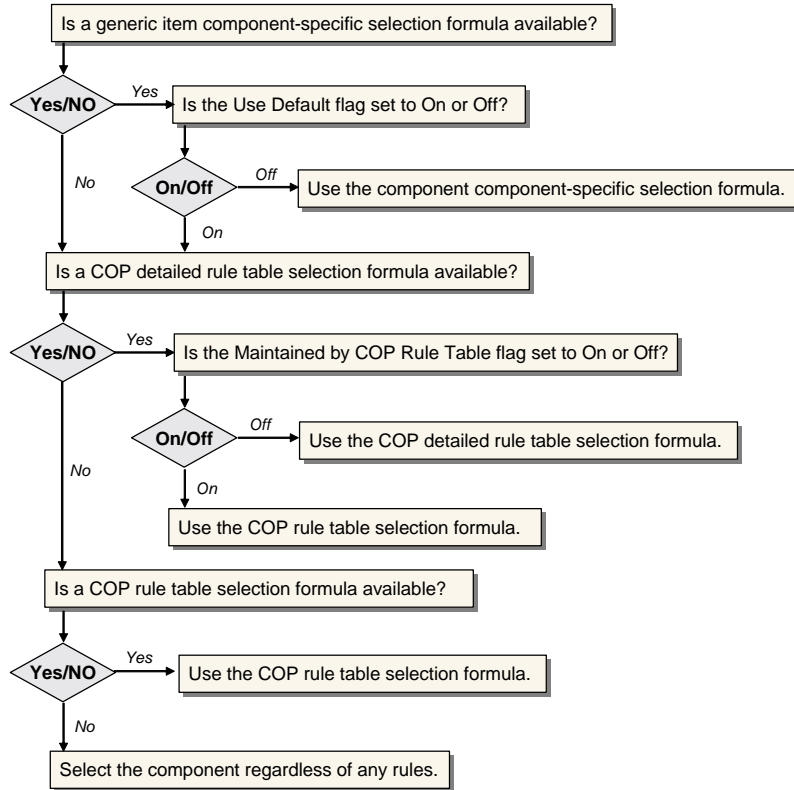 Is a generic item component-specific selection formula available?
Yes/NO
Yes
Is the Use Default flag set to On or Off?
No
On/Off
Off
Use the component component-specific selection formula.
On
Is a COP detailed rule table selection formula available?
Yes/NO
Yes
Is the Maintained by COP Rule Table flag set to On or Off?
On/Off
Off
Use the COP detailed rule table selection formula.
No
On
Use the COP rule table selection formula.
Is a COP rule table selection formula available?
Yes/NO
Yes
Use the COP rule table selection formula.
No
Select the component regardless of any rules.